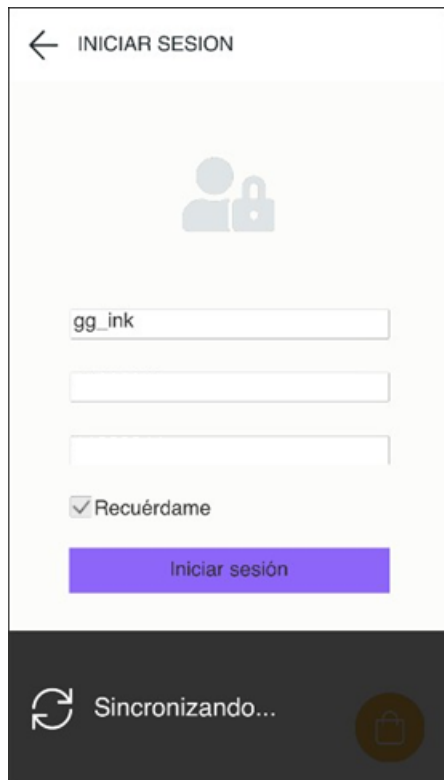 INICIAR SESION
gg_ink
Recuérdame
Iniciar sesión
Sincronizando...